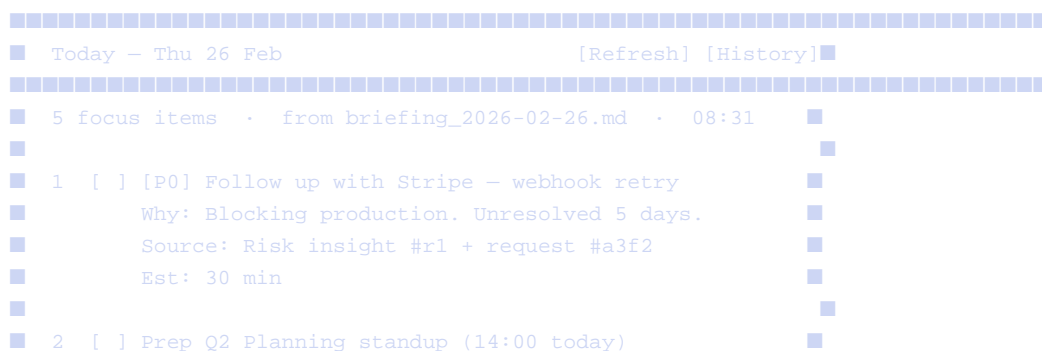 Today — Thu 26 Feb [Refresh] [History]
5 focus items · from briefing_2026-02-26.md · 08:31
1 [ ] [P0] Follow up with Stripe — webhook retry
Why: Blocking production. Unresolved 5 days.
Source: Risk insight #r1 + request #a3f2
Est: 30 min
2 [ ] Prep Q2 Planning standup (14:00 today)